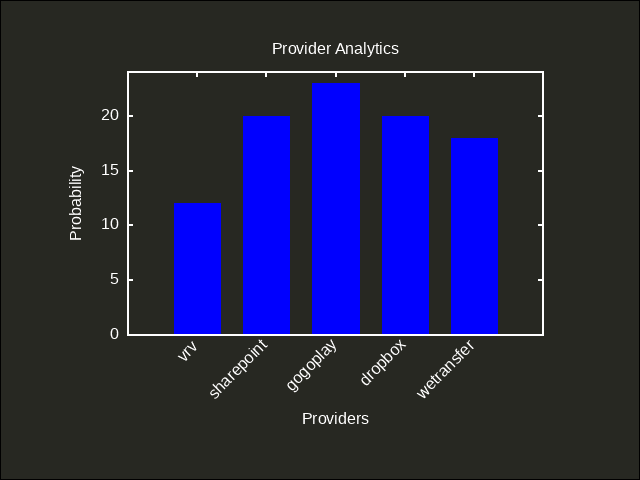 Provider Analytics
Probability
20
15
10
5
0
vrv
sharepoint
gogoplay
dropbox
wetransfer
Providers